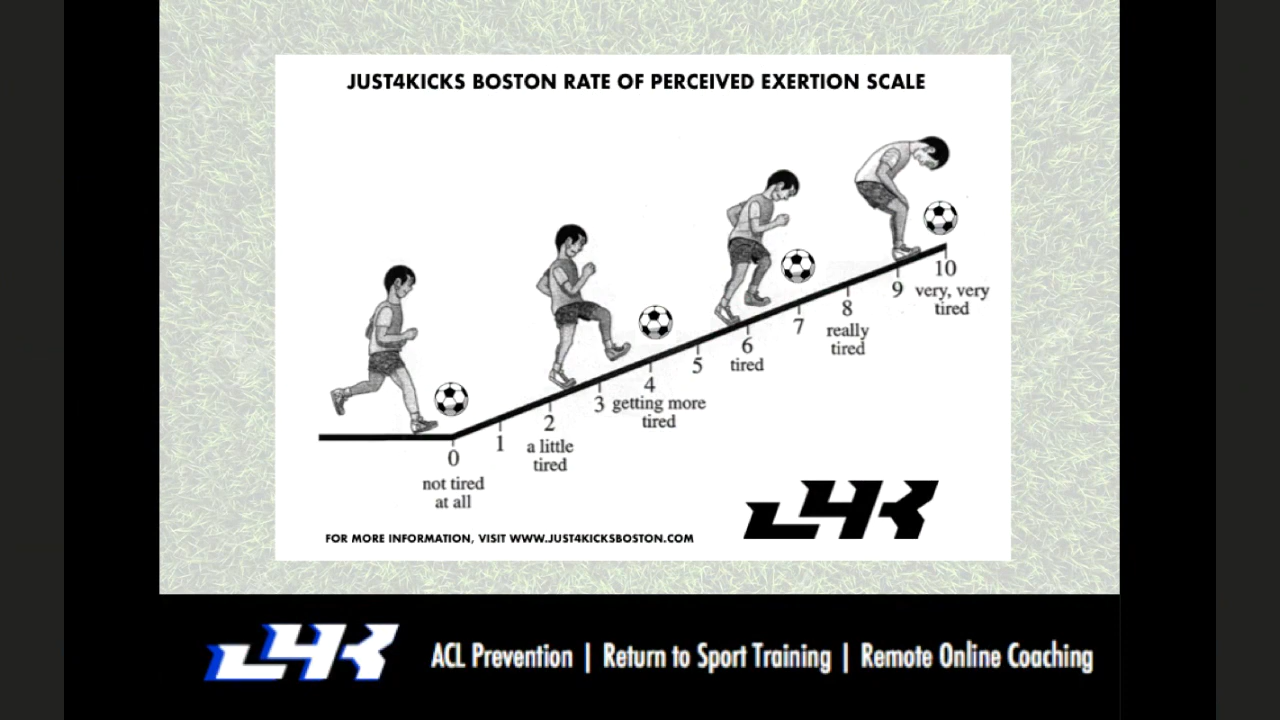 JUST4KICKS BOSTON RATE OF PERCEIVED EXERTION SCALE
0
not tired
at all
1
2
a little
tired
3
4
getting more
tired
5
6
tired
7
8
really
tired
9
10
very, very
tired
J4K
FOR MORE INFORMATION, VISIT WWW.JUST4KICKSBOSTON.COM
J4K
ACL Prevention | Return to Sport Training | Remote Online Coaching